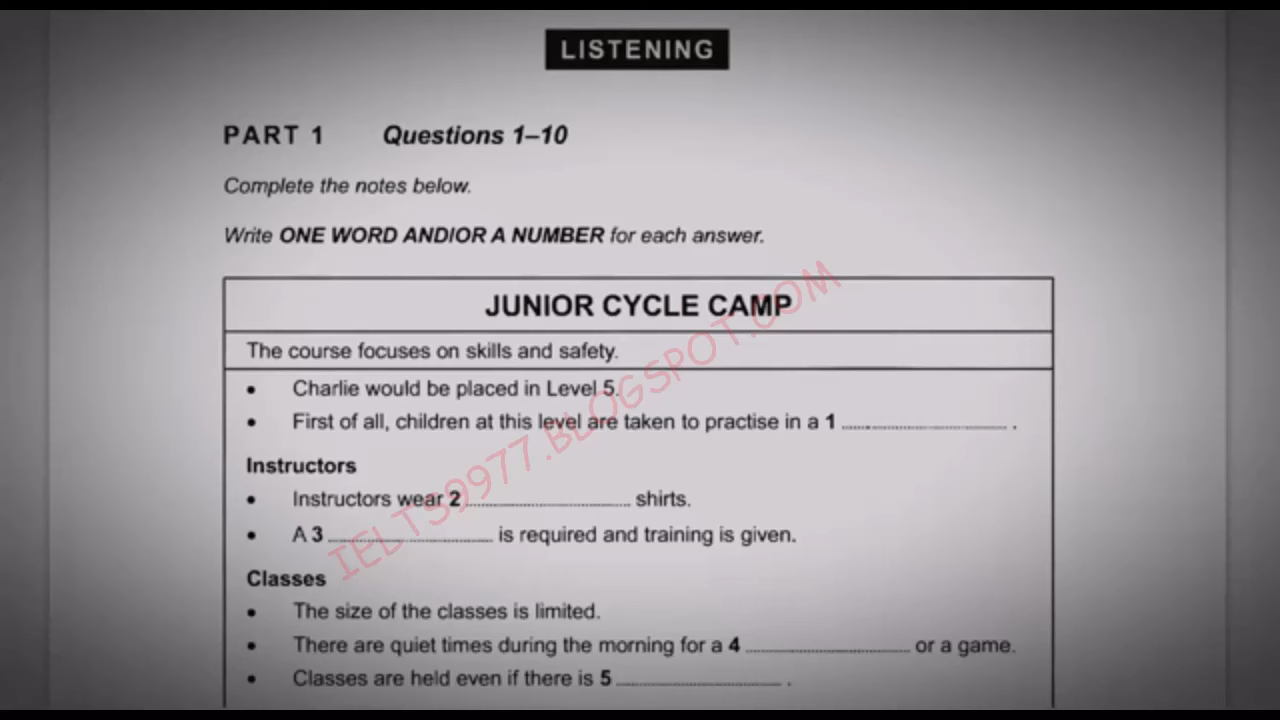 LISTENING
PART 1 Questions 1–10
Complete the notes below.
Write ONE WORD AND/OR A NUMBER for each answer.
JUNIOR CYCLE CAMP
The course focuses on skills and safety.
• Charlie would be placed in Level 5.
• First of all, children at this level are taken to practise in a 1 .................... .
Instructors
• Instructors wear 2 .................... shirts.
• A 3 .................... is required and training is given.
Classes
• The size of the classes is limited.
• There are quiet times during the morning for a 4 .................... or a game.
• Classes are held even if there is 5 .................... .
IELTS9977.BLOGSPOT.COM